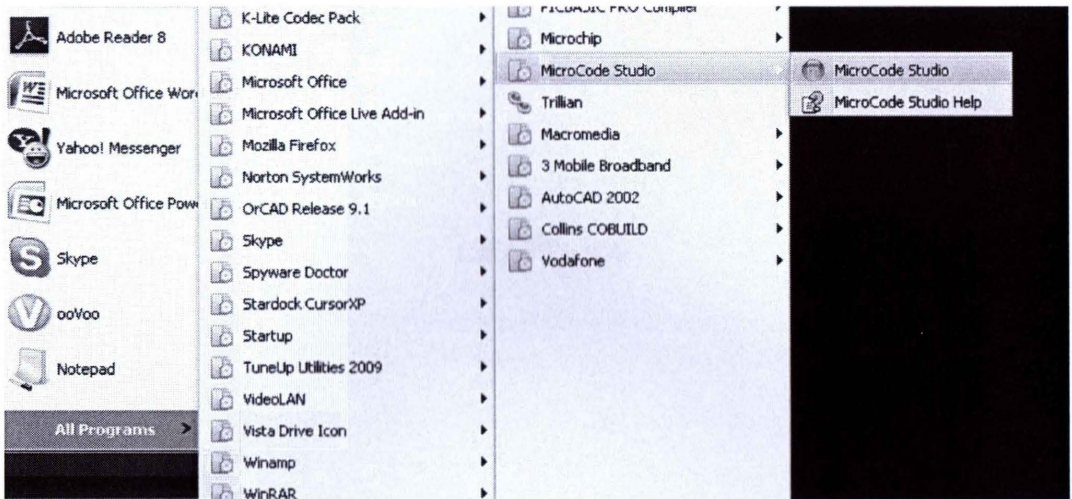 Adobe Reader 8
Microsoft Office Wor
Yahoo! Messenger
Microsoft Office Pow
Skype
ooVoo
Notepad
All Programs
K-Lite Codec Pack
KONAMI
Microsoft Office
Microsoft Office Live Add-in
Mozilla Firefox
Norton SystemWorks
OrCAD Release 9.1
Skype
Spyware Doctor
Stardock CursorXP
Startup
TuneUp Utilities 2009
VideoLAN
Vista Drive Icon
Winamp
WinRAR
PICBASIC PRO Compiler
Microchip
MicroCode Studio
Trillian
Macromedia
3 Mobile Broadband
AutoCAD 2002
Collins COBUILD
Vodafone
MicroCode Studio
MicroCode Studio Help